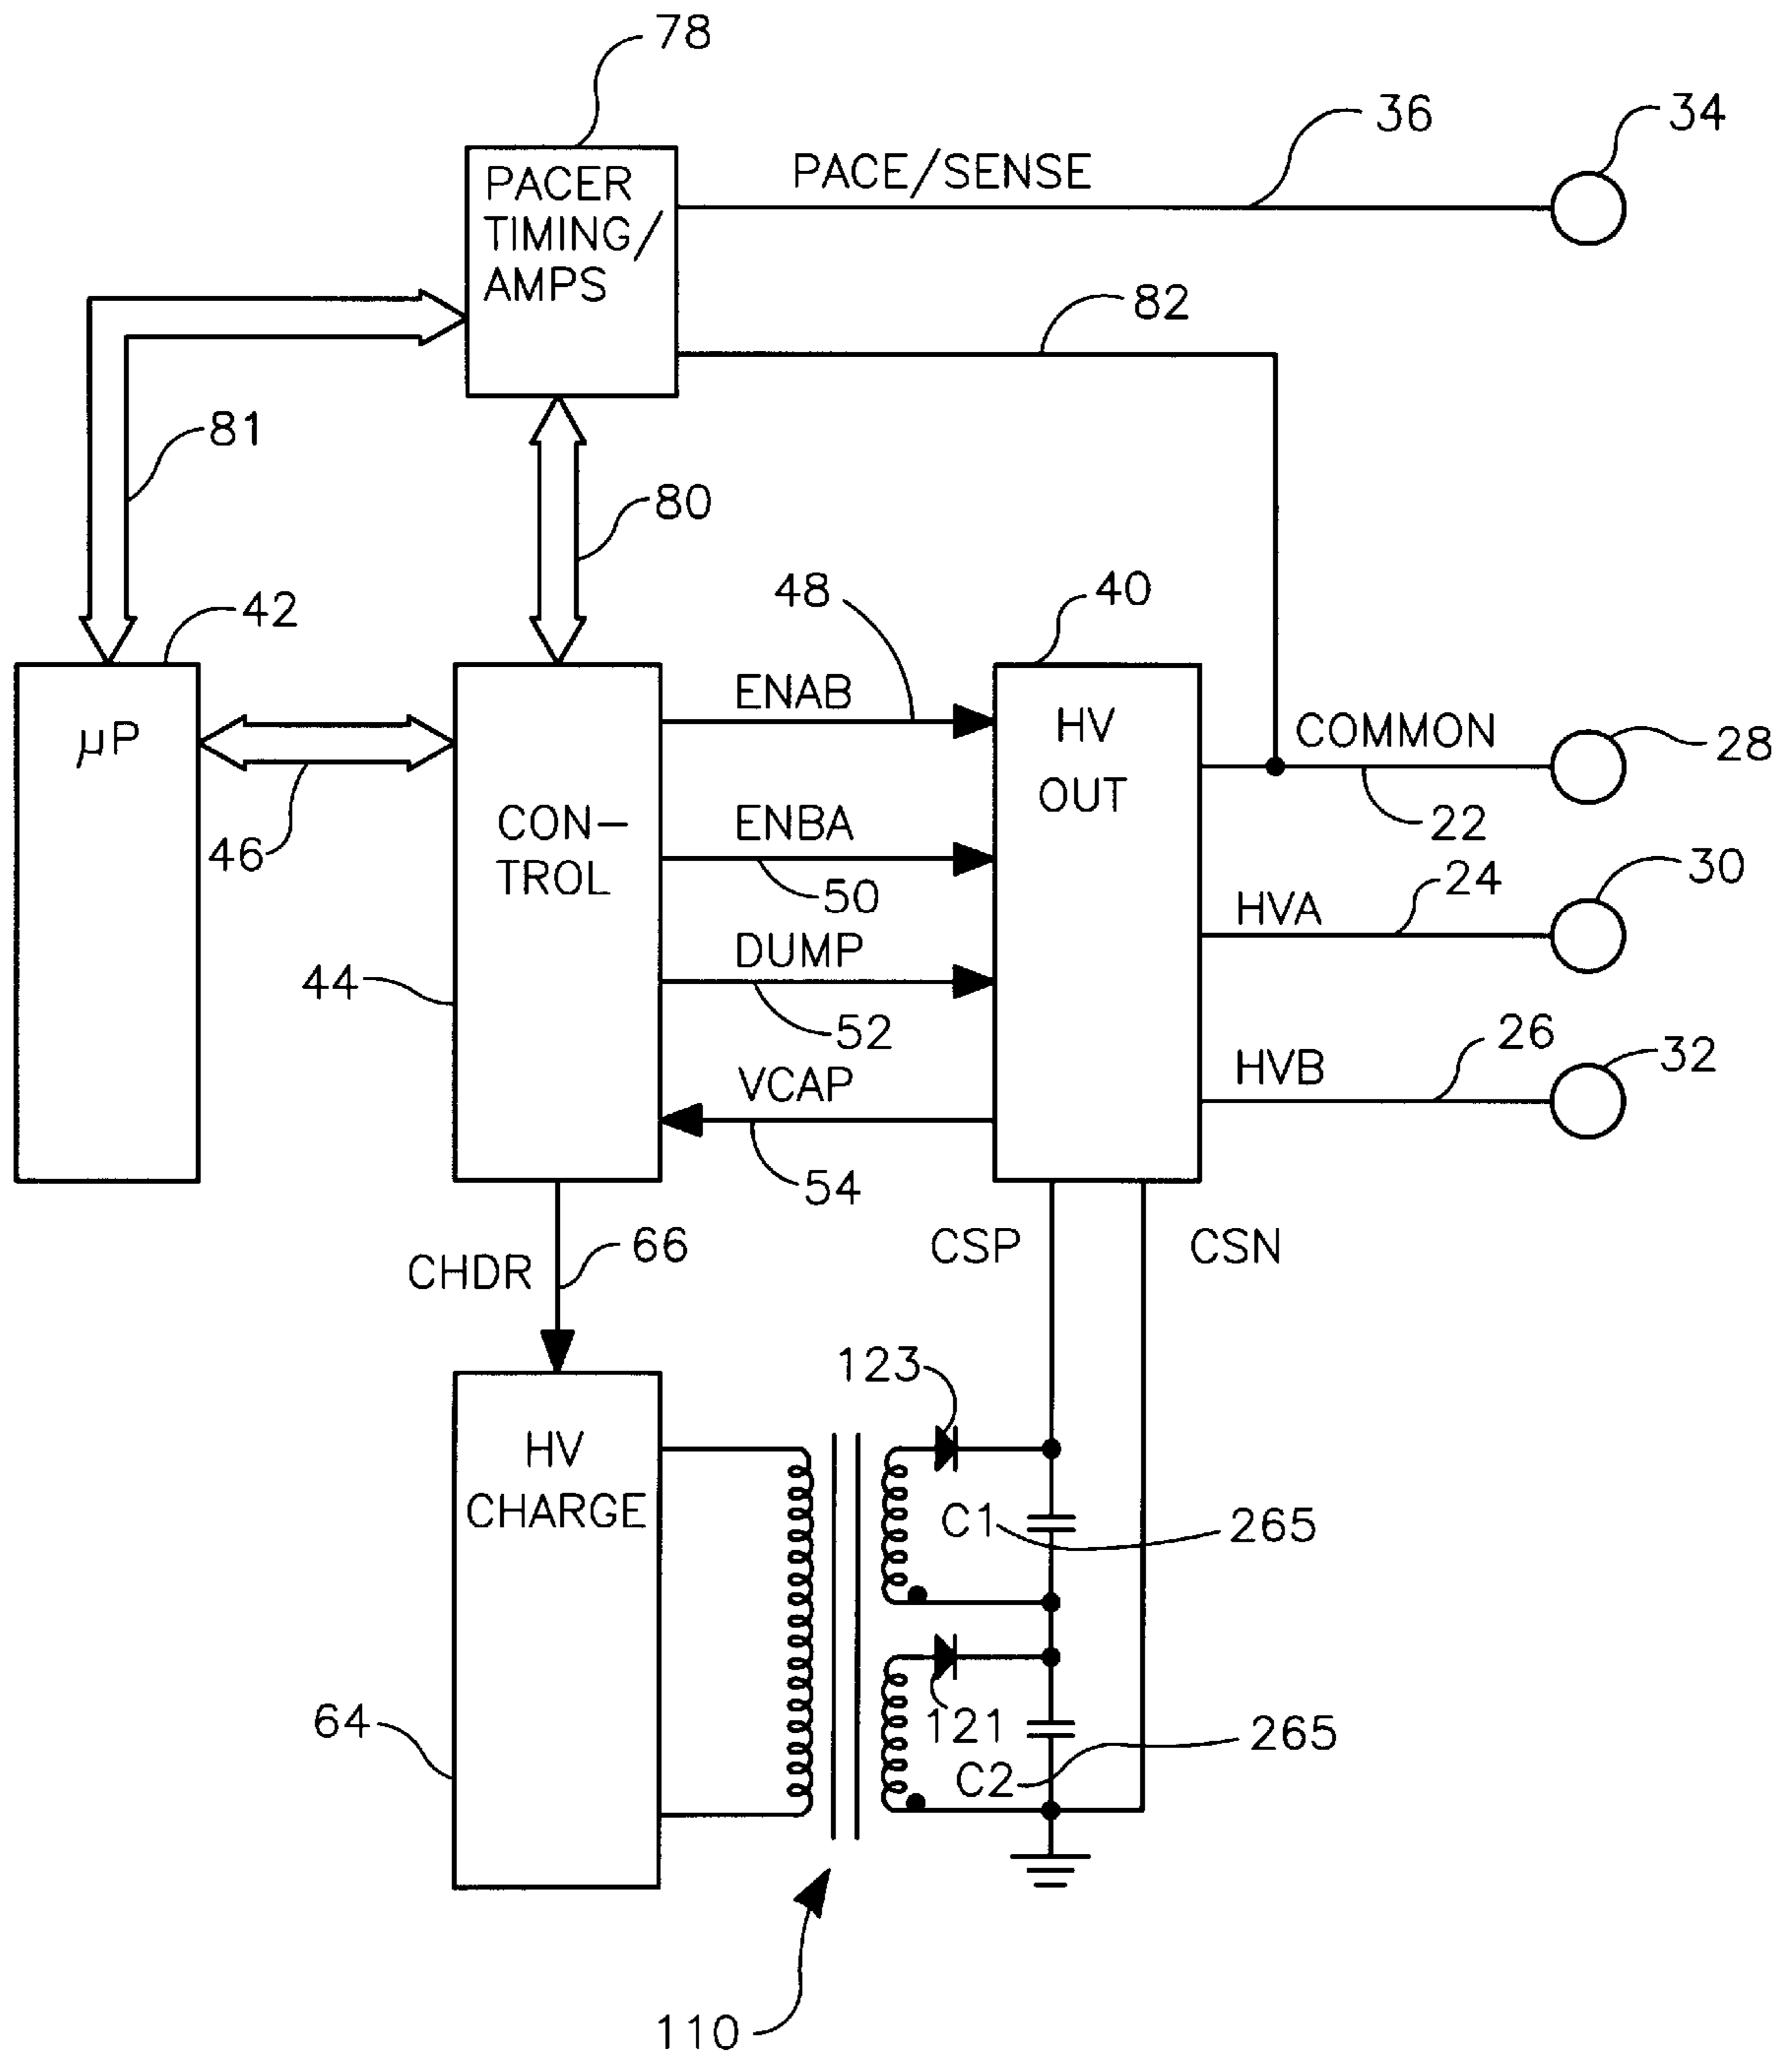 78
36
34
PACE/SENSE
PACER
TIMING/
AMPS
82
81
80
42
48
40
ENAB
µP
HV
OUT
COMMON
28
22
46
CON-
TROL
ENBA
50
HVA
24
30
DUMP
44
52
HVB
26
32
VCAP
54
CSP
CSN
CHDR
66
123
HV
CHARGE
C1
265
64
121
C2
265
110